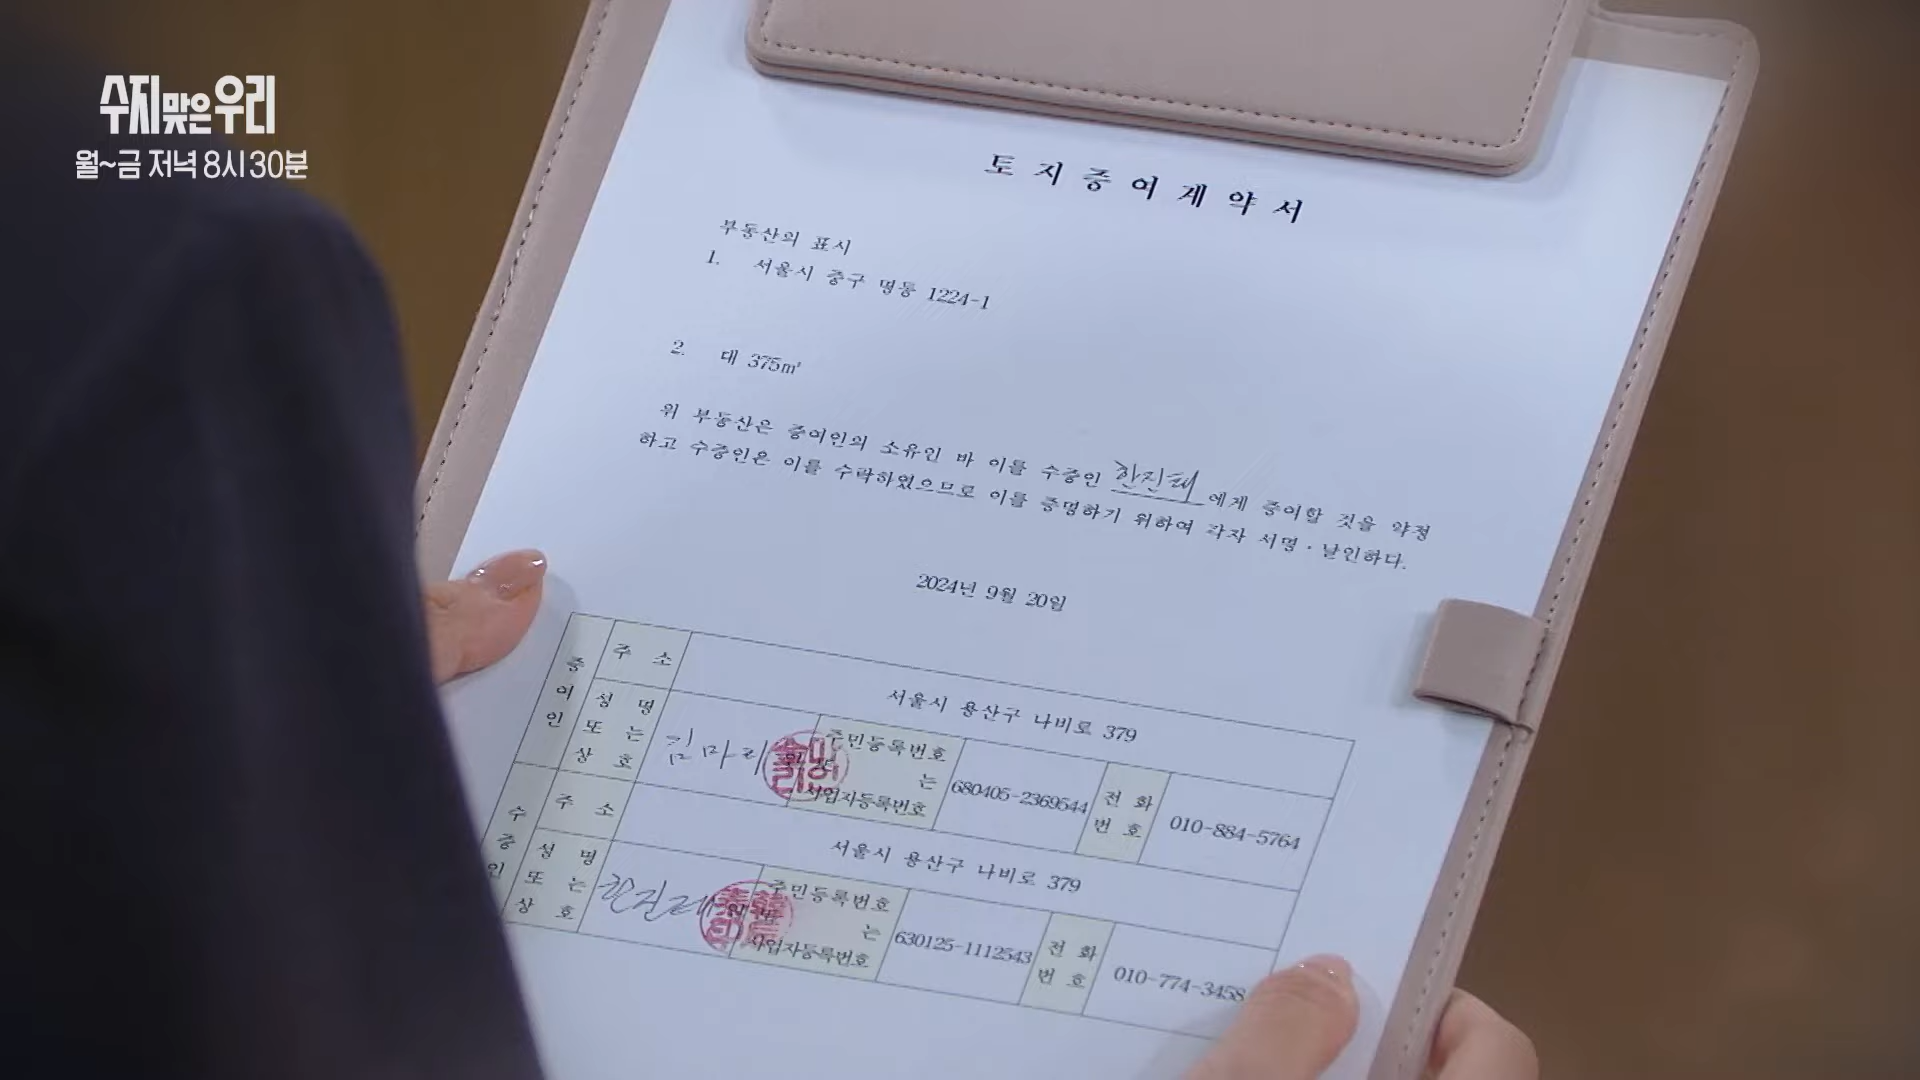 수지맞은 우리
월~금 저녁 8시 30분
토지증여계약서
부동산의 표시
1. 서울시 중구 명동 1224-1
2. 대 375㎡
위 부동산은 증여인의 소유인 바 이를 수증인 한진태 에게 증여할 것을 약정
하고 수증인은 이를 수락하였으므로 이를 증명하기 위하여 각자 서명·날인하다.
2024년 9월 20일
증여인
주 소
서울시 용산구 나비로 379
성 명 또는 상 호
김마리
주민등록번호 또는 사업자등록번호
680405-2369544
전 화 번 호
010-884-5764
수증인
주 소
서울시 용산구 나비로 379
성 명 또는 상 호
한진태
주민등록번호 또는 사업자등록번호
630125-1112543
전 화 번 호
010-774-3458